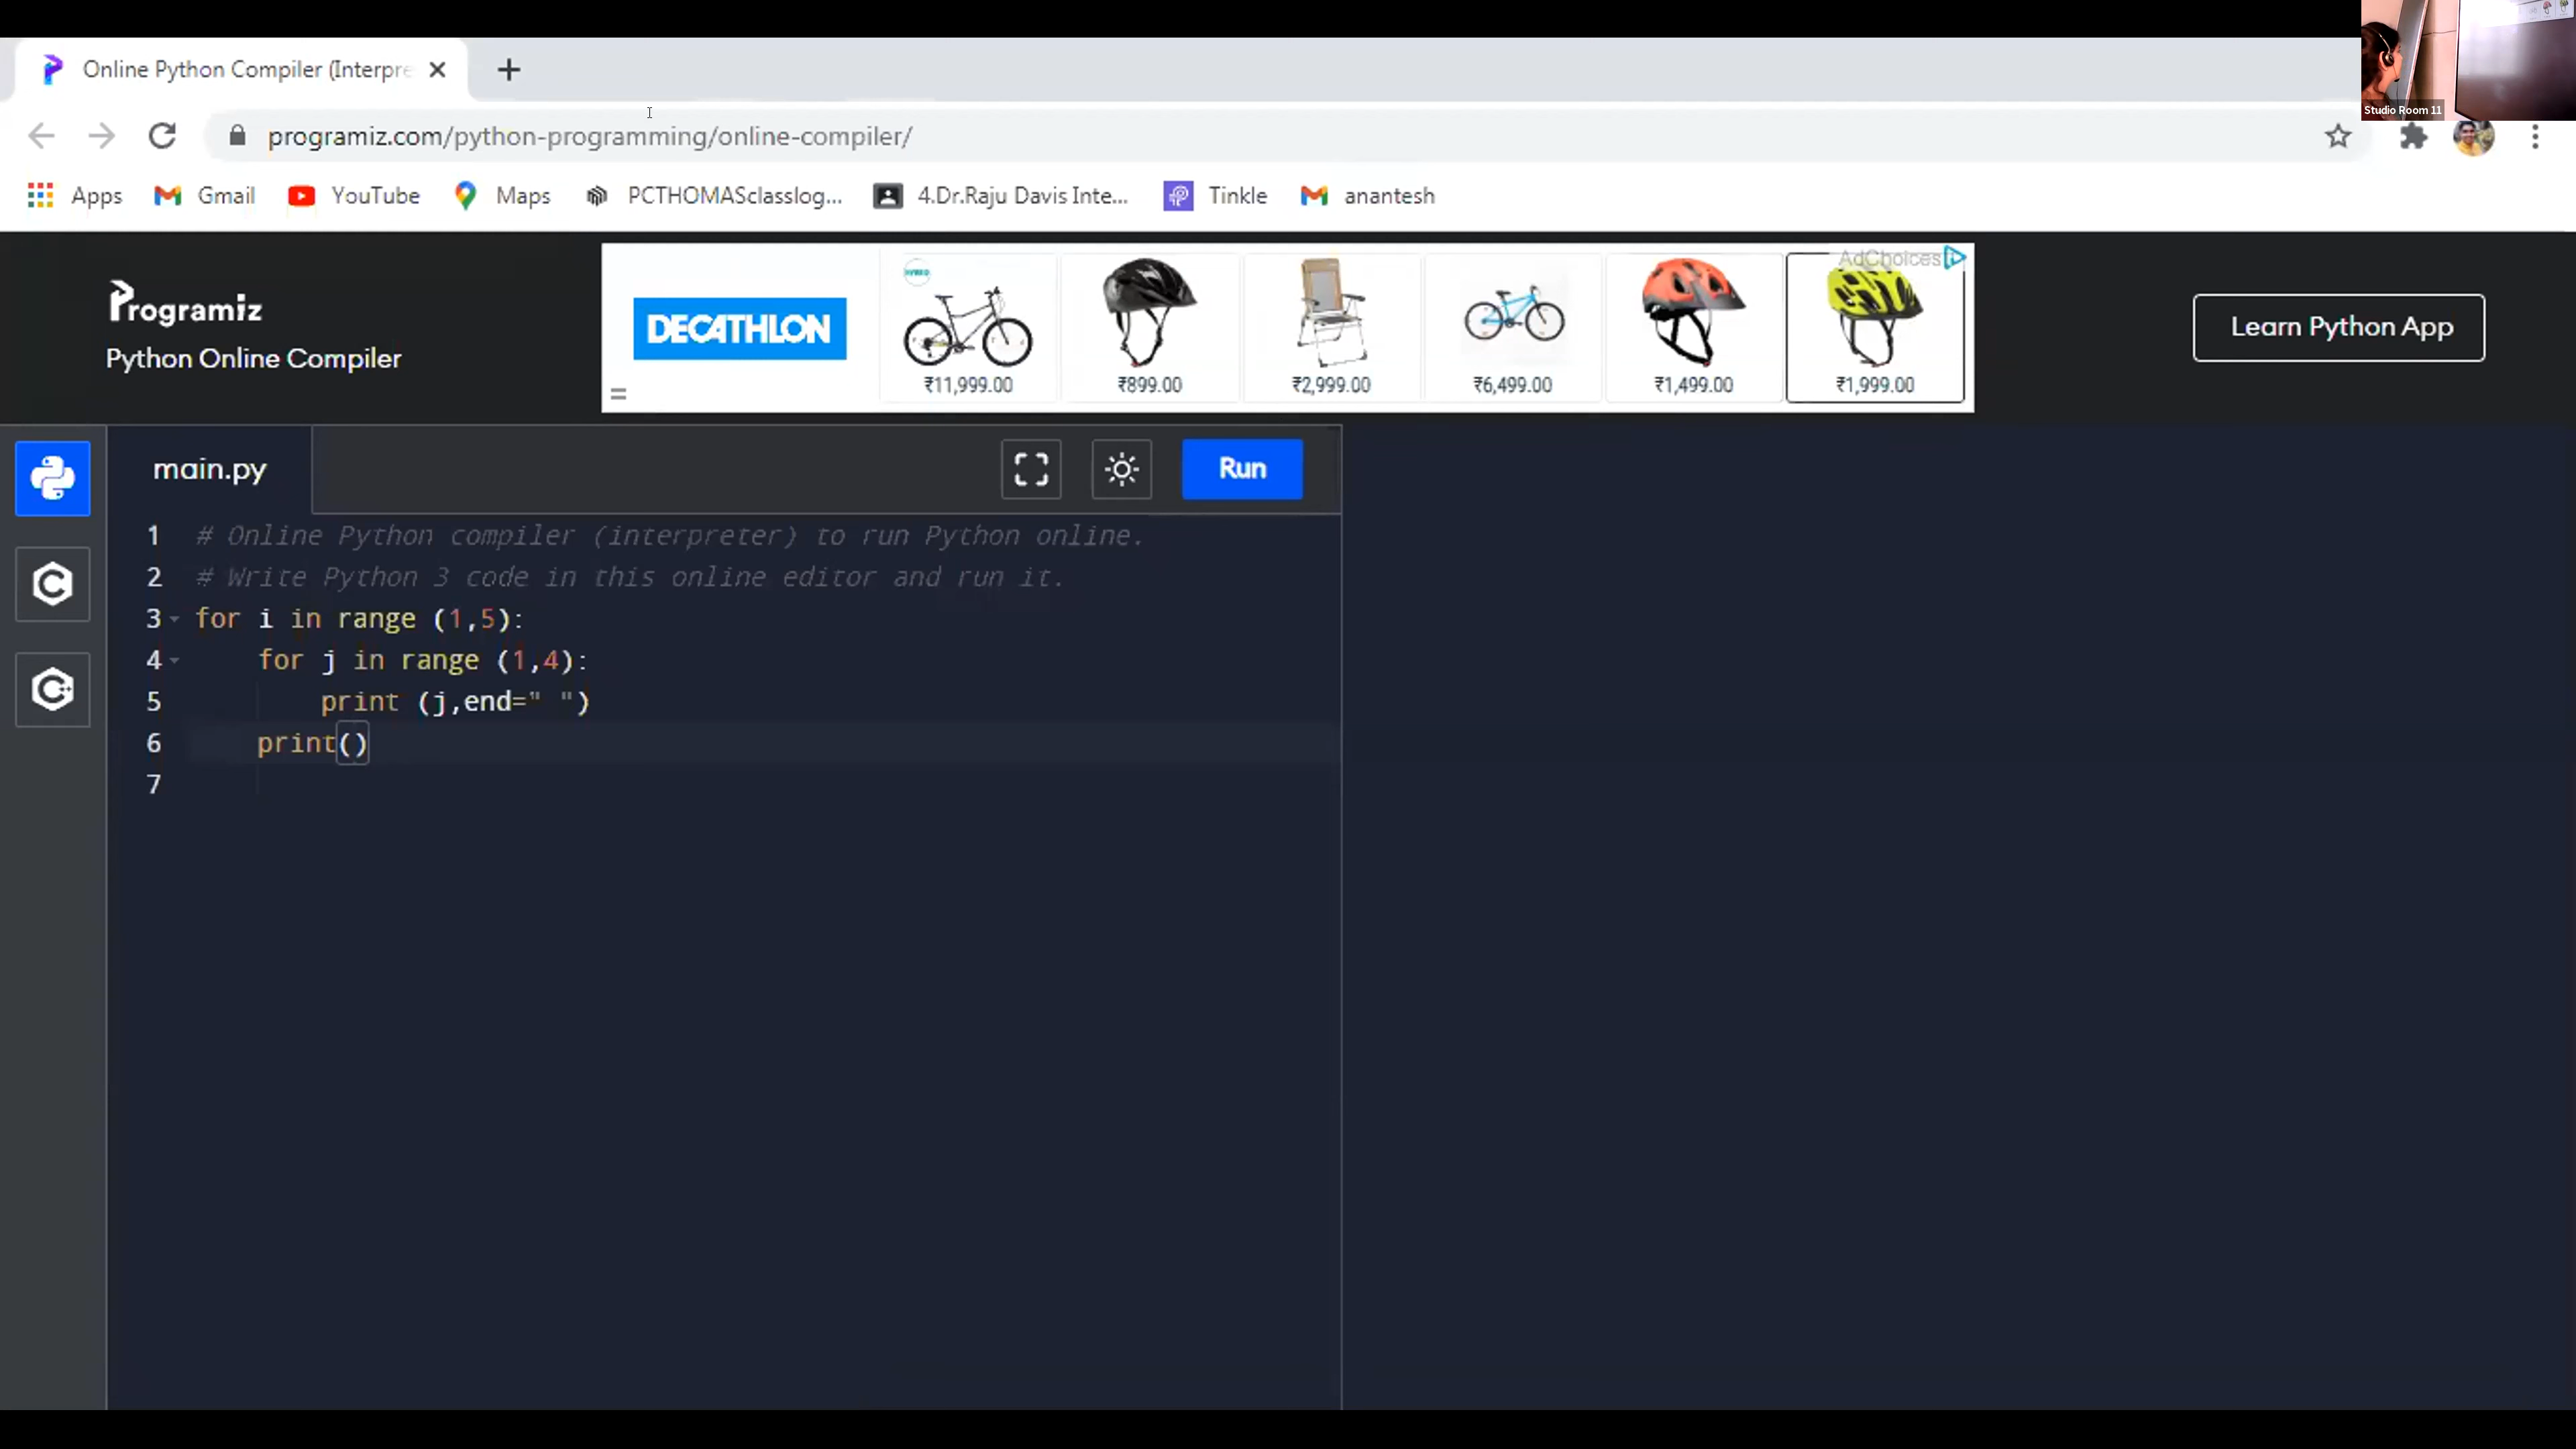 Studio Room 11
Online Python Compiler (Interpre
programiz.com/python-programming/online-compiler/
Apps Gmail YouTube Maps PCTHOMASclasslog... 4.Dr.Raju Davis Inte... Tinkle anantesh
Programiz
Python Online Compiler
DECATHLON
AdChoices
₹11,999.00 ₹899.00 ₹2,999.00 ₹6,499.00 ₹1,499.00 ₹1,999.00
Learn Python App
main.py
Run
1 # Online Python compiler (interpreter) to run Python online.
2 # Write Python 3 code in this online editor and run it.
3 for i in range (1,5):
4     for j in range (1,4):
5         print (j,end=" ")
6     print()
7